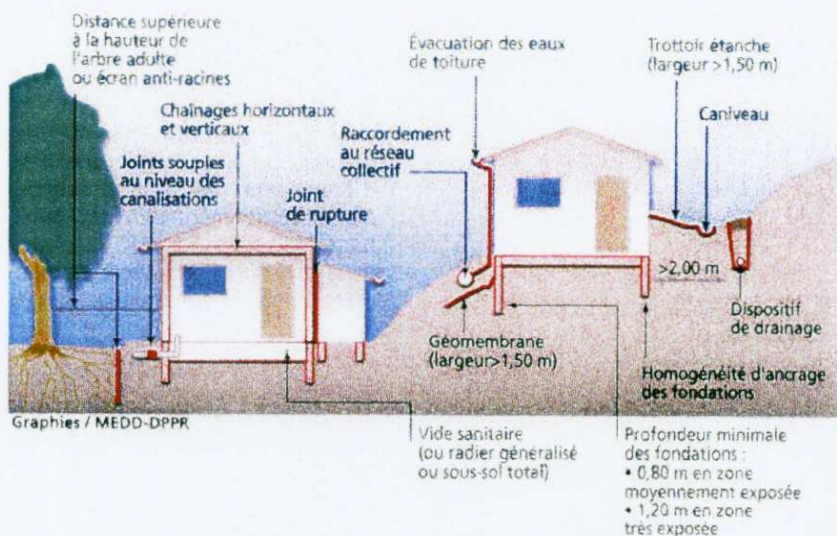 Distance supérieure
à la hauteur de
l'arbre adulte
ou écran anti-racines
Chaînages horizontaux
et verticaux
Joints souples
au niveau des
canalisations
Joint
de rupture
Évacuation des eaux
de toiture
Raccordement
au réseau
collectif
Trottoir étanche
(largeur >1,50 m)
Caniveau
>2,00 m
Dispositif
de drainage
Géomembrane
(largeur>1,50 m)
Homogénéité d'ancrage
des fondations
Graphies / MEDD-DPPR
Vide sanitaire
(ou radier généralisé
ou sous-sol total)
Profondeur minimale
des fondations :
• 0,80 m en zone
moyennement exposée
• 1,20 m en zone
très exposée